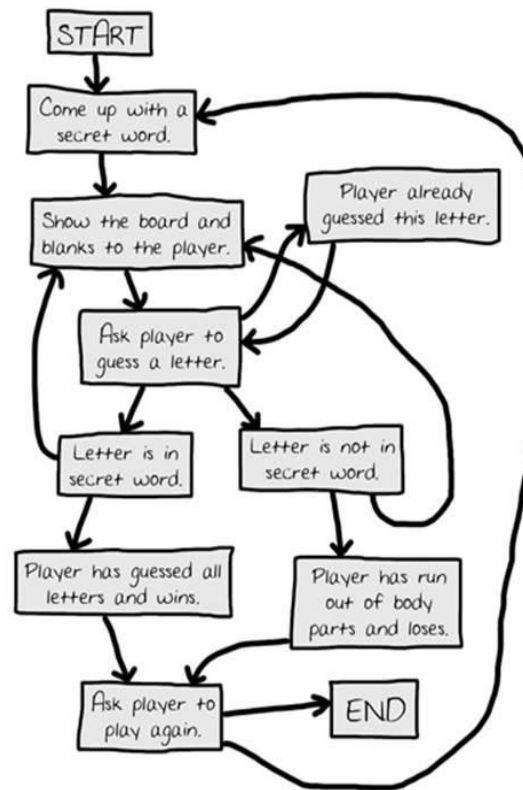 START
Come up with a
secret word.
Player already
guessed this letter.
Show the board and
blanks to the player.
Ask player to
guess a letter.
Letter is in
secret word.
Letter is not in
secret word.
Player has guessed all
letters and wins.
Player has run
out of body
parts and loses.
Ask player to
play again.
END